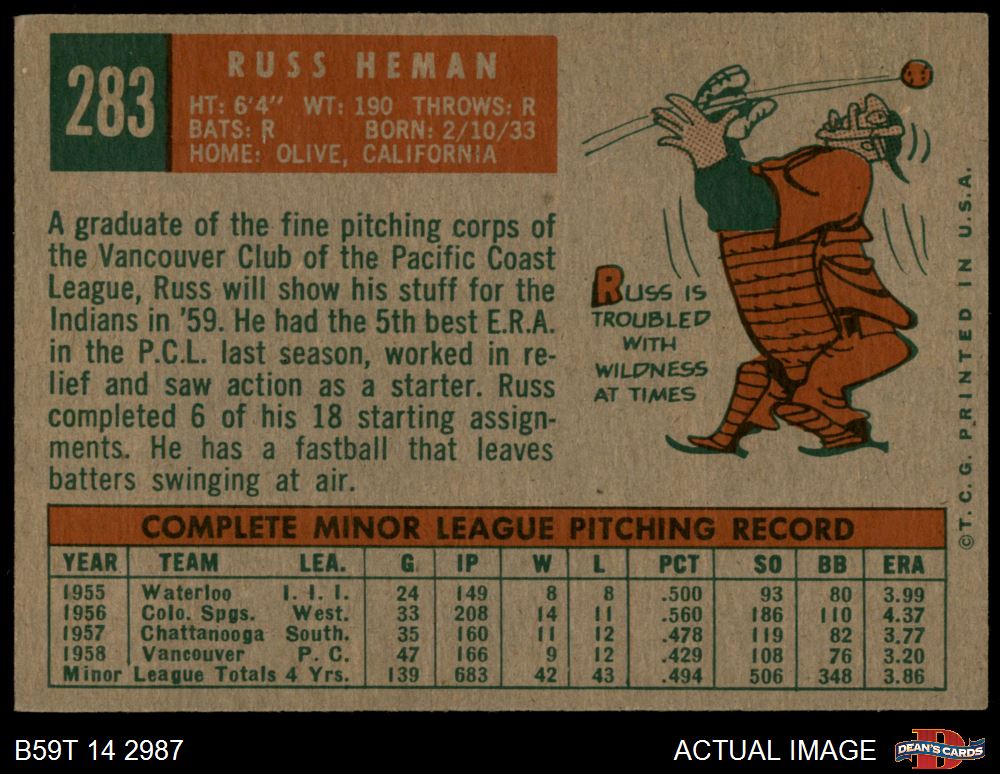 283
RUSS HEMAN
HT: 6'4" WT: 190 THROWS: R
BATS: R BORN: 2/10/33
HOME: OLIVE, CALIFORNIA
A graduate of the fine pitching corps of
the Vancouver Club of the Pacific Coast
League, Russ will show his stuff for the
Indians in '59. He had the 5th best E.R.A.
in the P.C.L. last season, worked in re-
lief and saw action as a starter. Russ
completed 6 of his 18 starting assign-
ments. He has a fastball that leaves
batters swinging at air.
RUSS IS
TROUBLED
WITH
WILDNESS
AT TIMES
©T. C. G. PRINTED IN U.S.A.
COMPLETE MINOR LEAGUE PITCHING RECORD
YEAR TEAM LEA. G IP W L PCT SO BB ERA
1955 Waterloo I. I. I. 24 149 8 8 .500 93 80 3.99
1956 Colo. Spgs. West. 33 208 14 11 .560 186 110 4.37
1957 Chattanooga South. 35 160 11 12 .478 119 82 3.77
1958 Vancouver P. C. 47 166 9 12 .429 108 76 3.20
Minor League Totals 4 Yrs. 139 683 42 43 .494 506 348 3.86
B59T 14 2987
ACTUAL IMAGE
D
DEAN'S CARDS